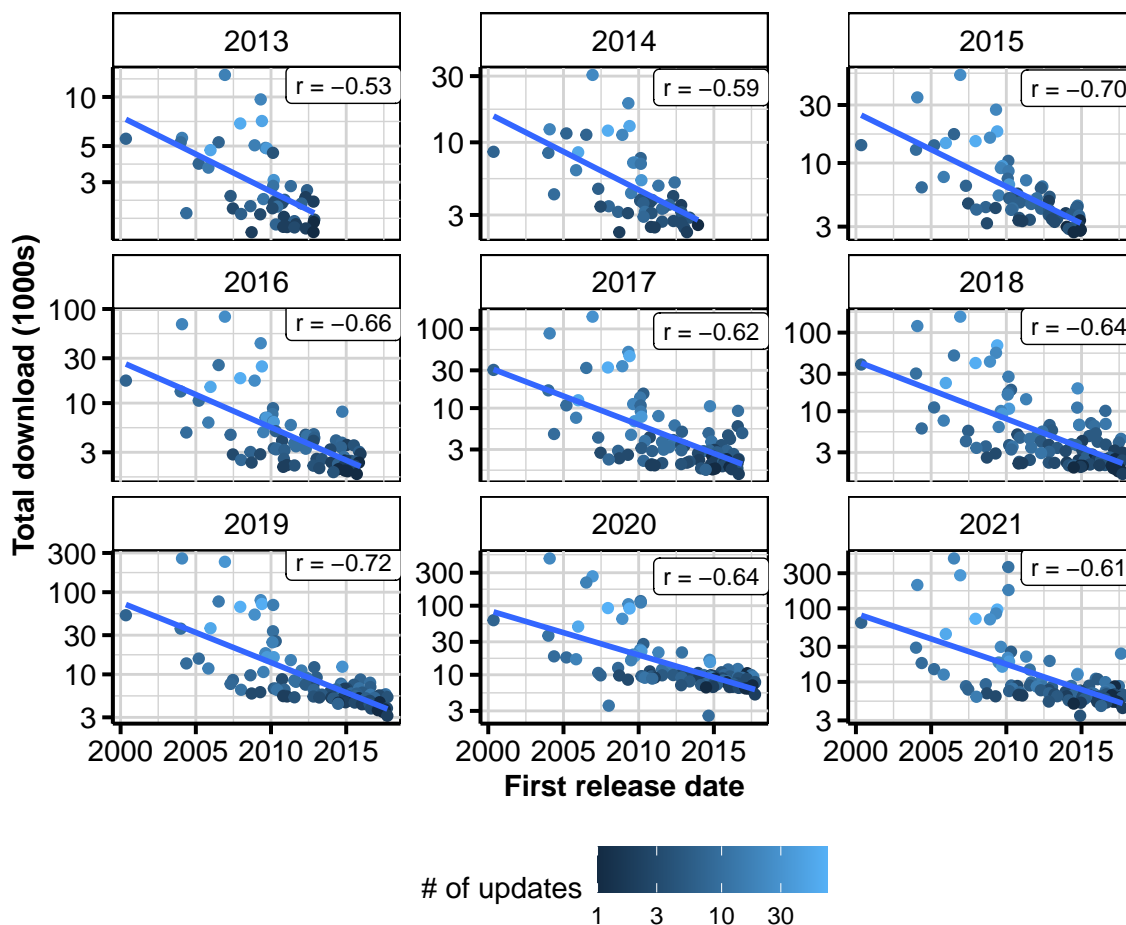 2013
2014
2015
r = −0.53
r = −0.59
r = −0.70
10
5
3
30
10
3
30
10
3
2016
2017
2018
r = −0.66
r = −0.62
r = −0.64
100
30
10
3
100
30
10
3
100
30
10
3
2019
2020
2021
r = −0.72
r = −0.64
r = −0.61
300
100
30
10
3
300
100
30
10
3
300
100
30
10
3
2000 2005 2010 2015
2000 2005 2010 2015
2000 2005 2010 2015
Total download (1000s)
First release date
# of updates
1 3 10 30